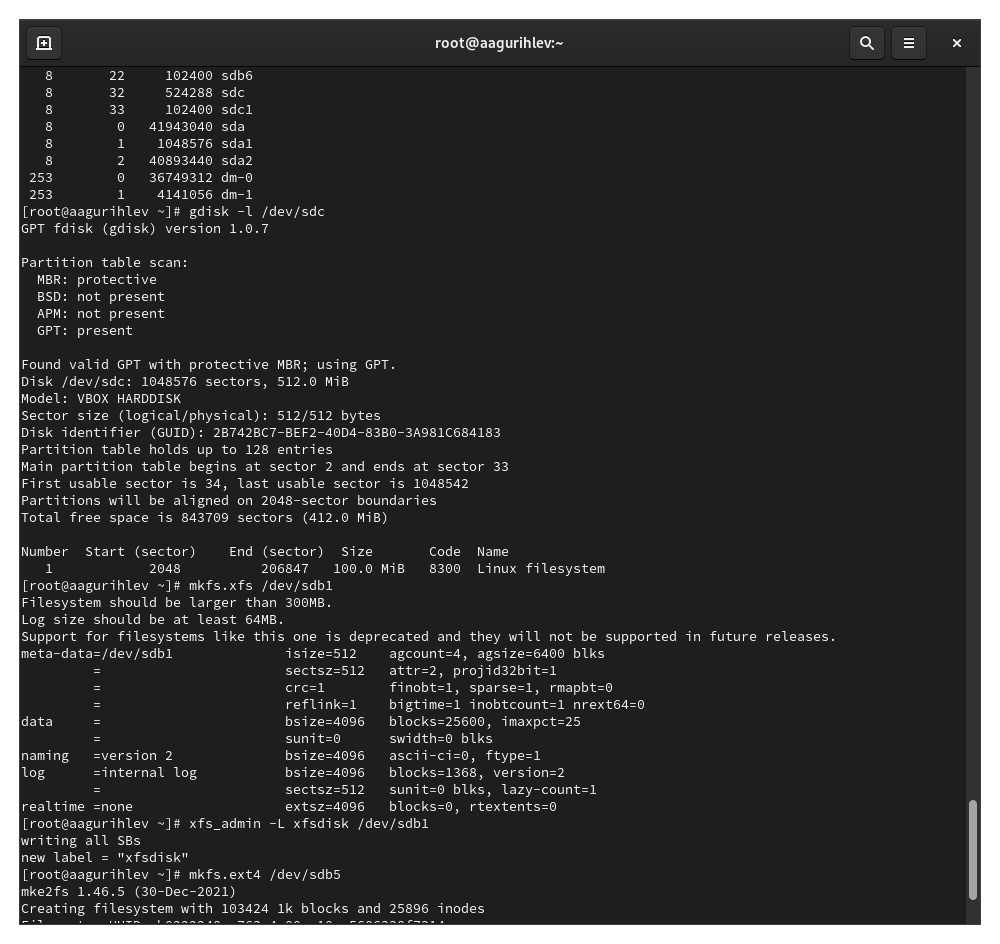 root@aagurihlev:~
8 22 102400 sdb6
8 32 524288 sdc
8 33 102400 sdc1
8 0 41943040 sda
8 1 1048576 sda1
8 2 40893440 sda2
253 0 36749312 dm-0
253 1 4141056 dm-1
[root@aagurihlev ~]# gdisk -l /dev/sdc
GPT fdisk (gdisk) version 1.0.7
Partition table scan:
MBR: protective
BSD: not present
APM: not present
GPT: present
Found valid GPT with protective MBR; using GPT.
Disk /dev/sdc: 1048576 sectors, 512.0 MiB
Model: VBOX HARDDISK
Sector size (logical/physical): 512/512 bytes
Disk identifier (GUID): 2B742BC7-BEF2-40D4-83B0-3A981C684183
Partition table holds up to 128 entries
Main partition table begins at sector 2 and ends at sector 33
First usable sector is 34, last usable sector is 1048542
Partitions will be aligned on 2048-sector boundaries
Total free space is 843709 sectors (412.0 MiB)
Number Start (sector) End (sector) Size Code Name
1 2048 206847 100.0 MiB 8300 Linux filesystem
[root@aagurihlev ~]# mkfs.xfs /dev/sdb1
Filesystem should be larger than 300MB.
Log size should be at least 64MB.
Support for filesystems like this one is deprecated and they will not be supported in future releases.
meta-data=/dev/sdb1 isize=512 agcount=4, agsize=6400 blks
= sectsz=512 attr=2, projid32bit=1
= crc=1 finobt=1, sparse=1, rmapbt=0
= reflink=1 bigtime=1 inobtcount=1 nrext64=0
data = bsize=4096 blocks=25600, imaxpct=25
= sunit=0 swidth=0 blks
naming =version 2 bsize=4096 ascii-ci=0, ftype=1
log =internal log bsize=4096 blocks=1368, version=2
= sectsz=512 sunit=0 blks, lazy-count=1
realtime =none extsz=4096 blocks=0, rtextents=0
[root@aagurihlev ~]# xfs_admin -L xfsdisk /dev/sdb1
writing all SBs
new label = "xfsdisk"
[root@aagurihlev ~]# mkfs.ext4 /dev/sdb5
mke2fs 1.46.5 (30-Dec-2021)
Creating filesystem with 103424 1k blocks and 25896 inodes